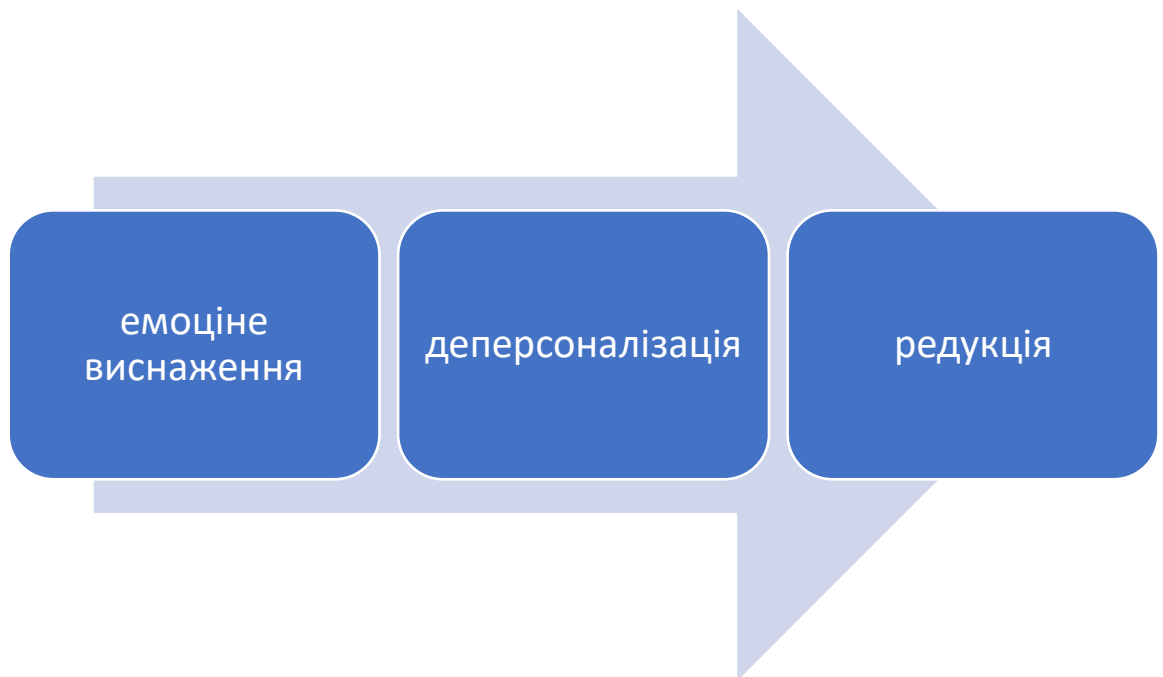 емоціне
виснаження
деперсоналізація
редукція